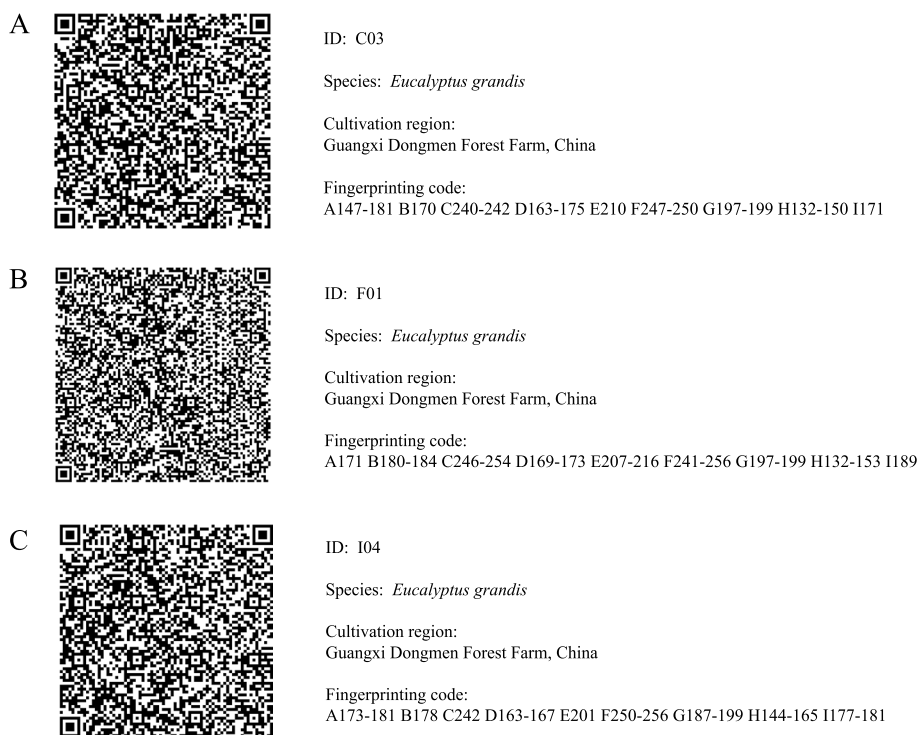 A
ID: C03
Species: Eucalyptus grandis
Cultivation region:
Guangxi Dongmen Forest Farm, China
Fingerprinting code:
A147-181 B170 C240-242 D163-175 E210 F247-250 G197-199 H132-150 I171
B
ID: F01
Species: Eucalyptus grandis
Cultivation region:
Guangxi Dongmen Forest Farm, China
Fingerprinting code:
A171 B180-184 C246-254 D169-173 E207-216 F241-256 G197-199 H132-153 I189
C
ID: I04
Species: Eucalyptus grandis
Cultivation region:
Guangxi Dongmen Forest Farm, China
Fingerprinting code:
A173-181 B178 C242 D163-167 E201 F250-256 G187-199 H144-165 I177-181